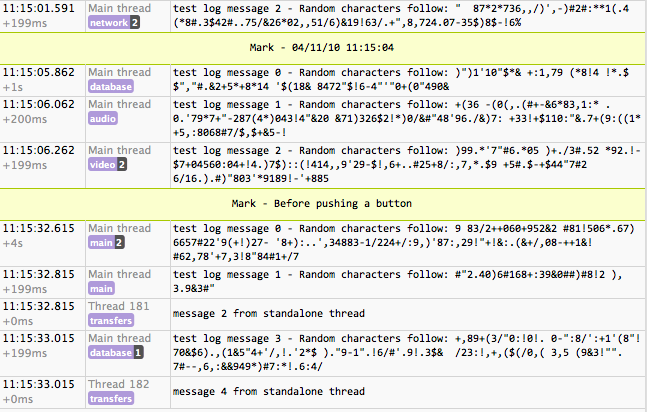 11:15:01.591 Main thread test log message 2 - Random characters follow: "  87*2*736,,/)',-)#2#:**1(.4
+199ms network 2 (*8#.3$42#..75/&26*02,,51/6)&19!63/.+",8,724.07-35$)8$-!6%
Mark - 04/11/10 11:15:04
11:15:05.862 Main thread test log message 0 - Random characters follow: )")1'10"$*& +:1,79 (*8!4 !*.$
+1s database $","#.&2+5*+8*14 '$(18& 8472"$!6-4"'"0+(0"490&
11:15:06.062 Main thread test log message 1 - Random characters follow: +(36 -(0(,.(#+-&6*83,1:* .
+200ms audio 0.'79*7+"-287(4*)043!4"&20 &71)326$2!*)0/&#"48'96./&)7: +33!+$110:"&.7+(9:((1*
+5,:8068#7/$,$+&5-!
11:15:06.262 Main thread test log message 2 - Random characters follow: )99.*'7"#6.*05 )+./3#.52 *92.!-
+199ms video 2 $7+04560:04+!4.)7$)::(!414,,9'29-$!,6+..#25+8/:,7,*.$9 +5#.$-+$44"7#2
6/16.).#)"803'*9189!-'+885
Mark - Before pushing a button
11:15:32.615 Main thread test log message 0 - Random characters follow: 9 83/2++060+952&2 #81!506*.67)
+4s main 2 6657#22'9(+!)27- '8+):..',34883-1/224+/:9,)'87:,29!"+!&:.(&+/,08-++1&!
#62,78'+7,3!8"84#1+/7
11:15:32.815 Main thread test log message 1 - Random characters follow: #"2.40)6#168+:39&0##)#8!2 ),
+199ms main 3.9&3#"
11:15:32.815 Thread 181 message 2 from standalone thread
+0ms transfers
11:15:33.015 Main thread test log message 3 - Random characters follow: +,89+(3/"0:!0!. 0-":8/':+1'(8"!
+199ms database 1 70&$6).,(1&5"4+'/,!.'2*$ )."9-1".!6/#'.9!.3$&  /23:!,+,($(/0,( 3,5 (9&3!"".
7#--,6,:&&949*)#7:*!.6:4/
11:15:33.015 Thread 182 message 4 from standalone thread
+0ms transfers